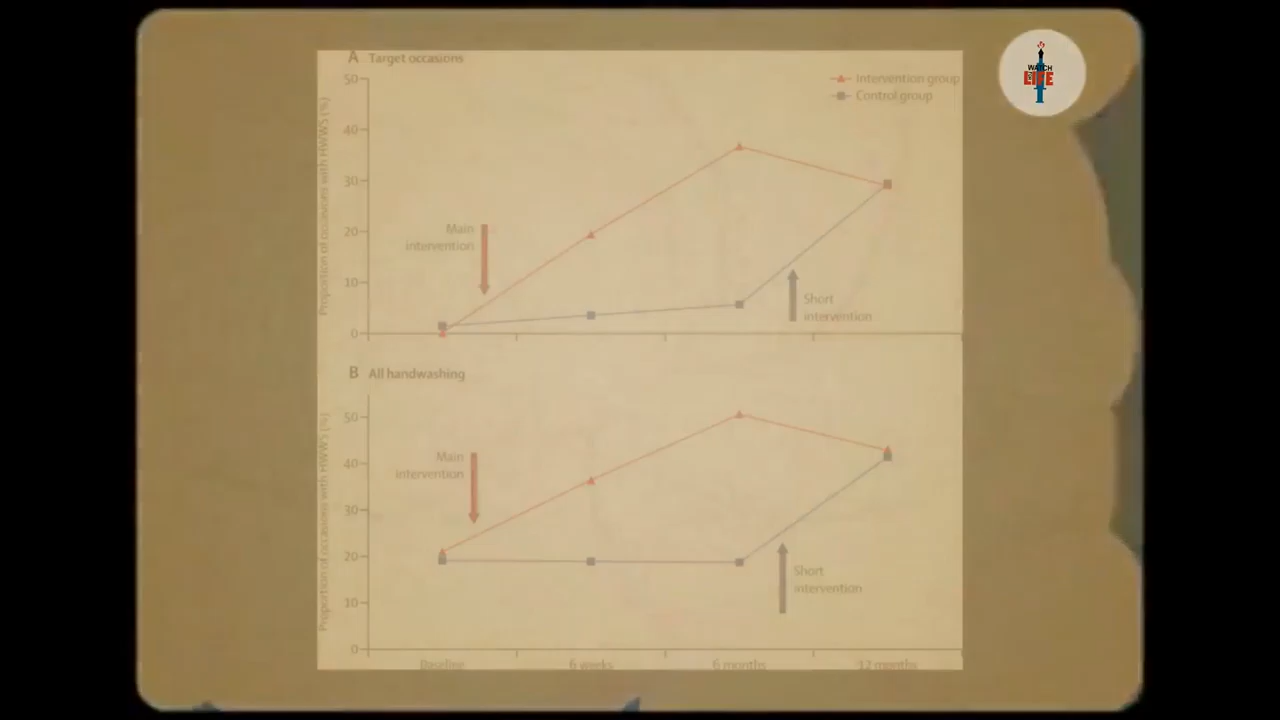 A Target occasions
50
Intervention group
Control group
40
30
20
10
0
Proportion of occasions with HWWS (%)
Main
intervention
Short
intervention
B All handwashing
50
40
30
20
10
0
Proportion of occasions with HWWS (%)
Main
intervention
Short
intervention
Baseline
6 weeks
6 months
12 months
WATCH
LIFE